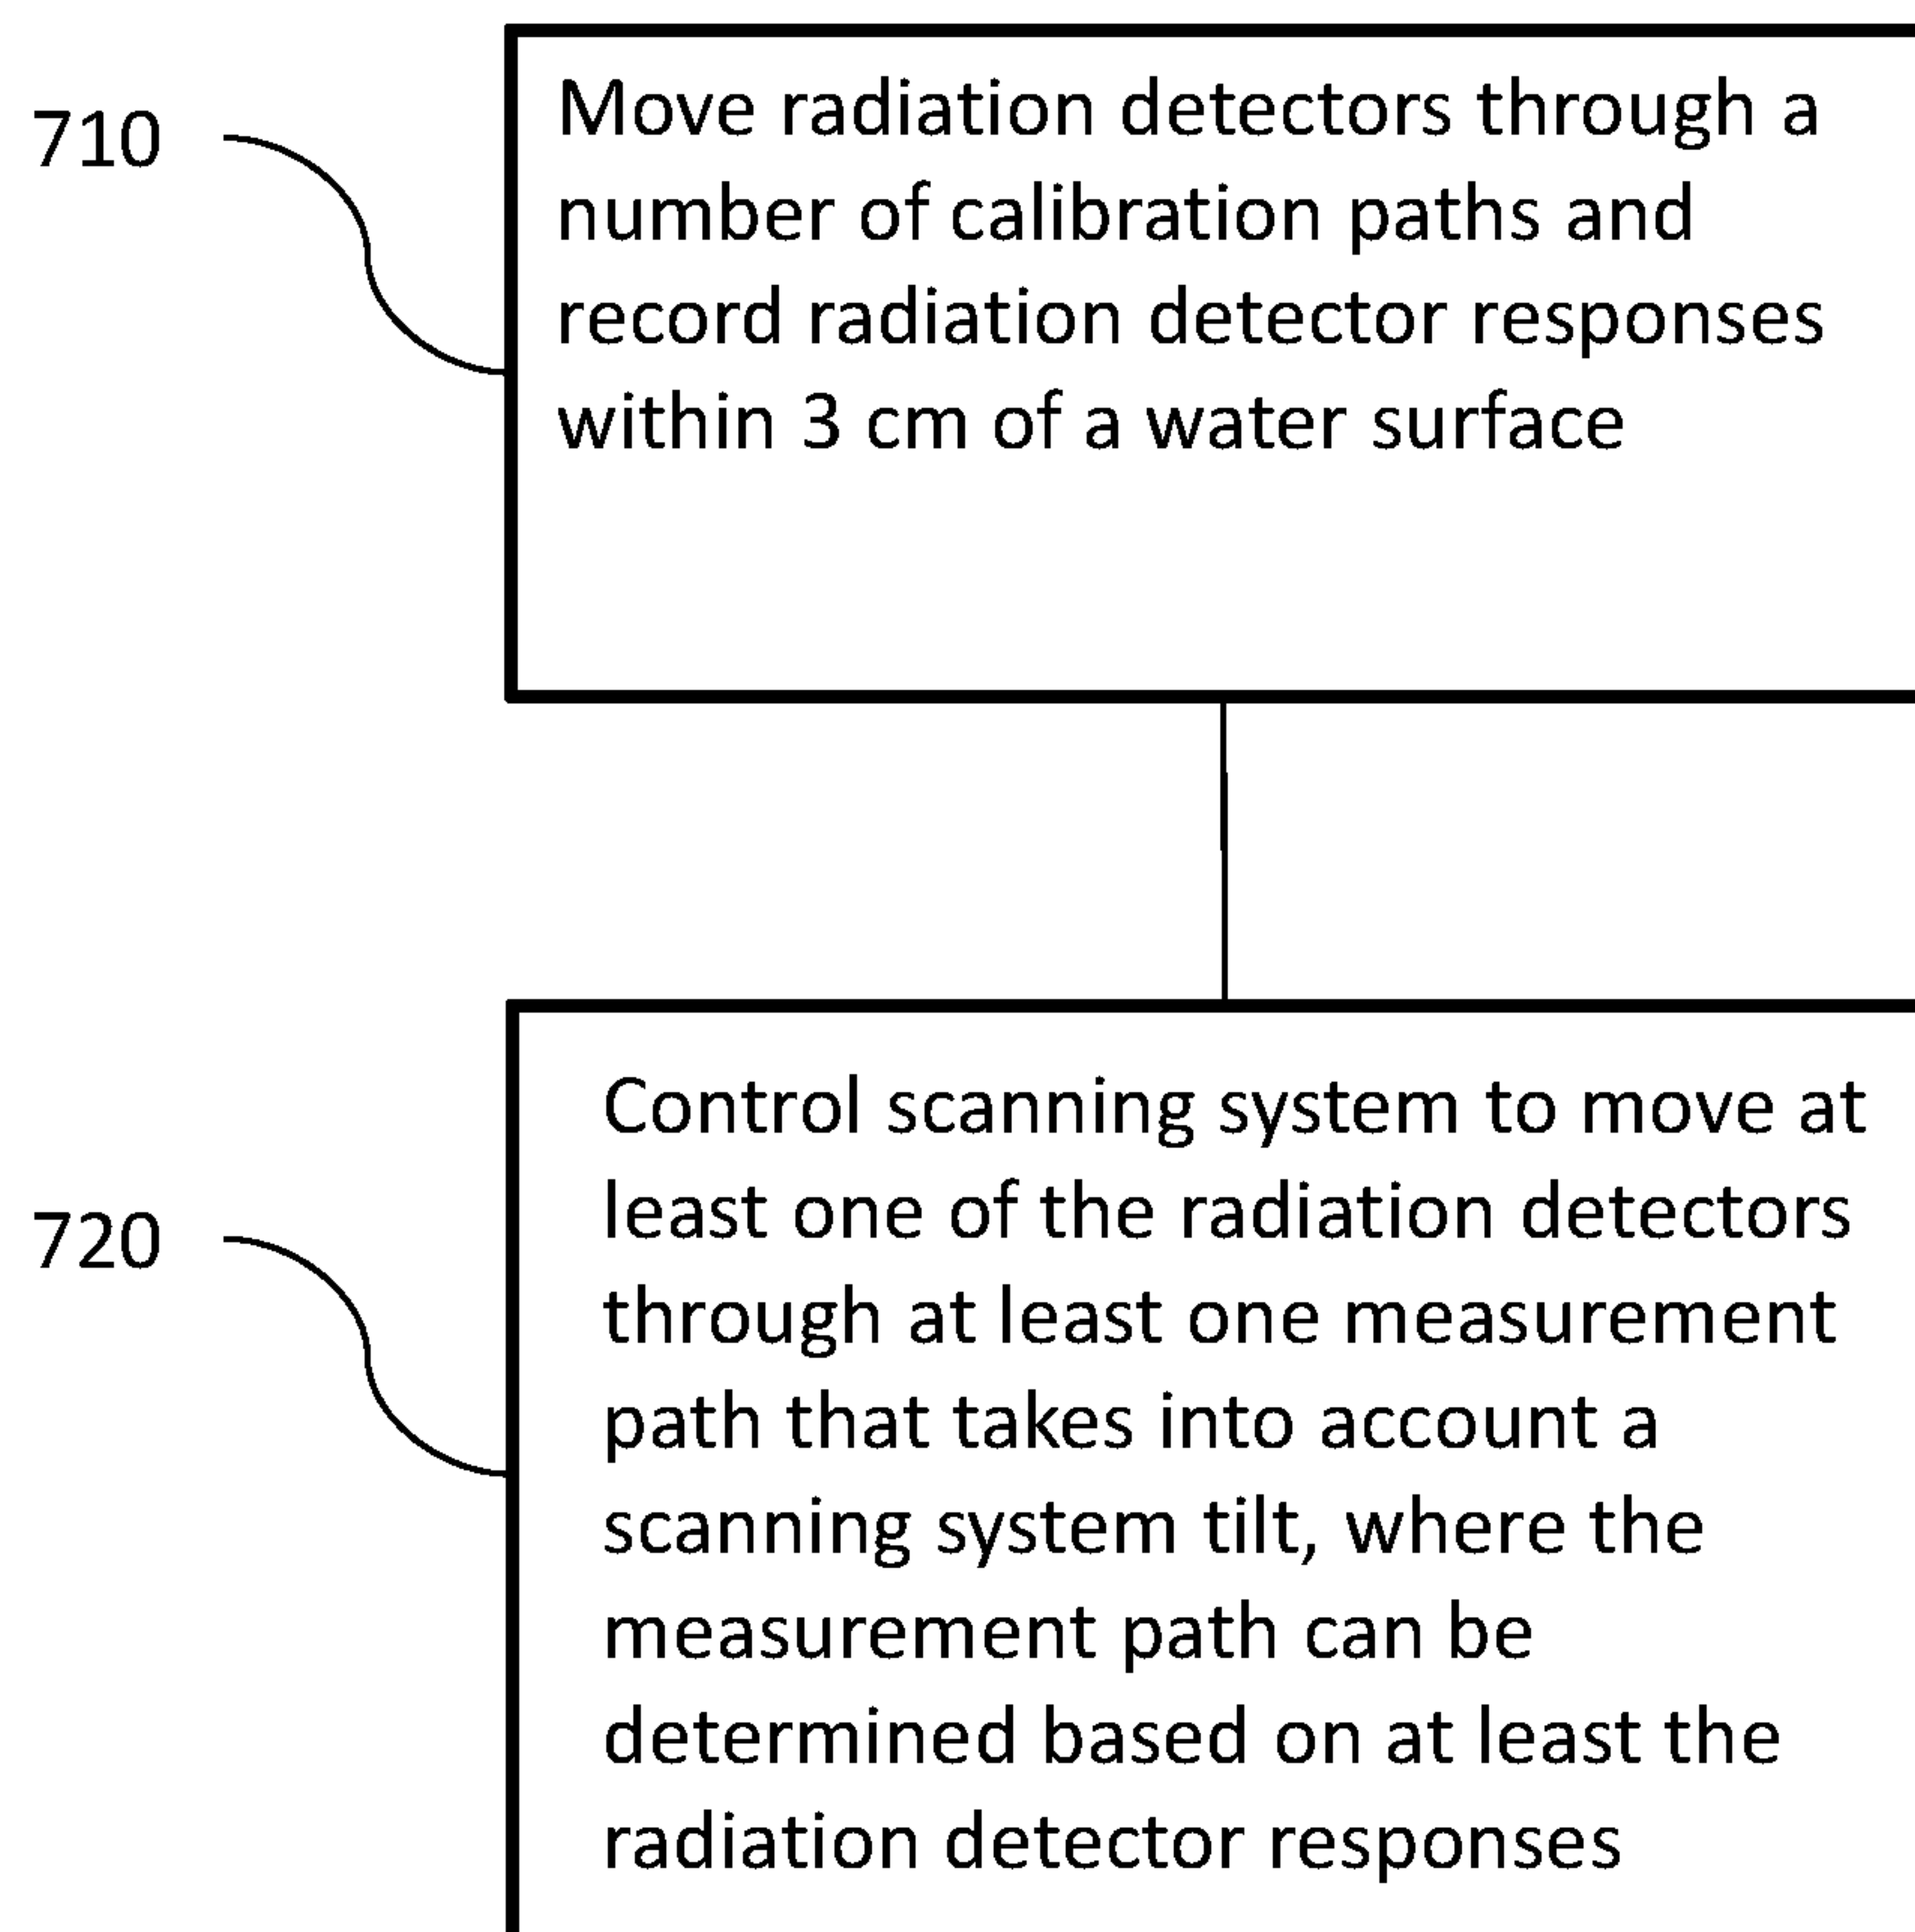 710
Move radiation detectors through a
number of calibration paths and
record radiation detector responses
within 3 cm of a water surface
720
Control scanning system to move at
least one of the radiation detectors
through at least one measurement
path that takes into account a
scanning system tilt, where the
measurement path can be
determined based on at least the
radiation detector responses